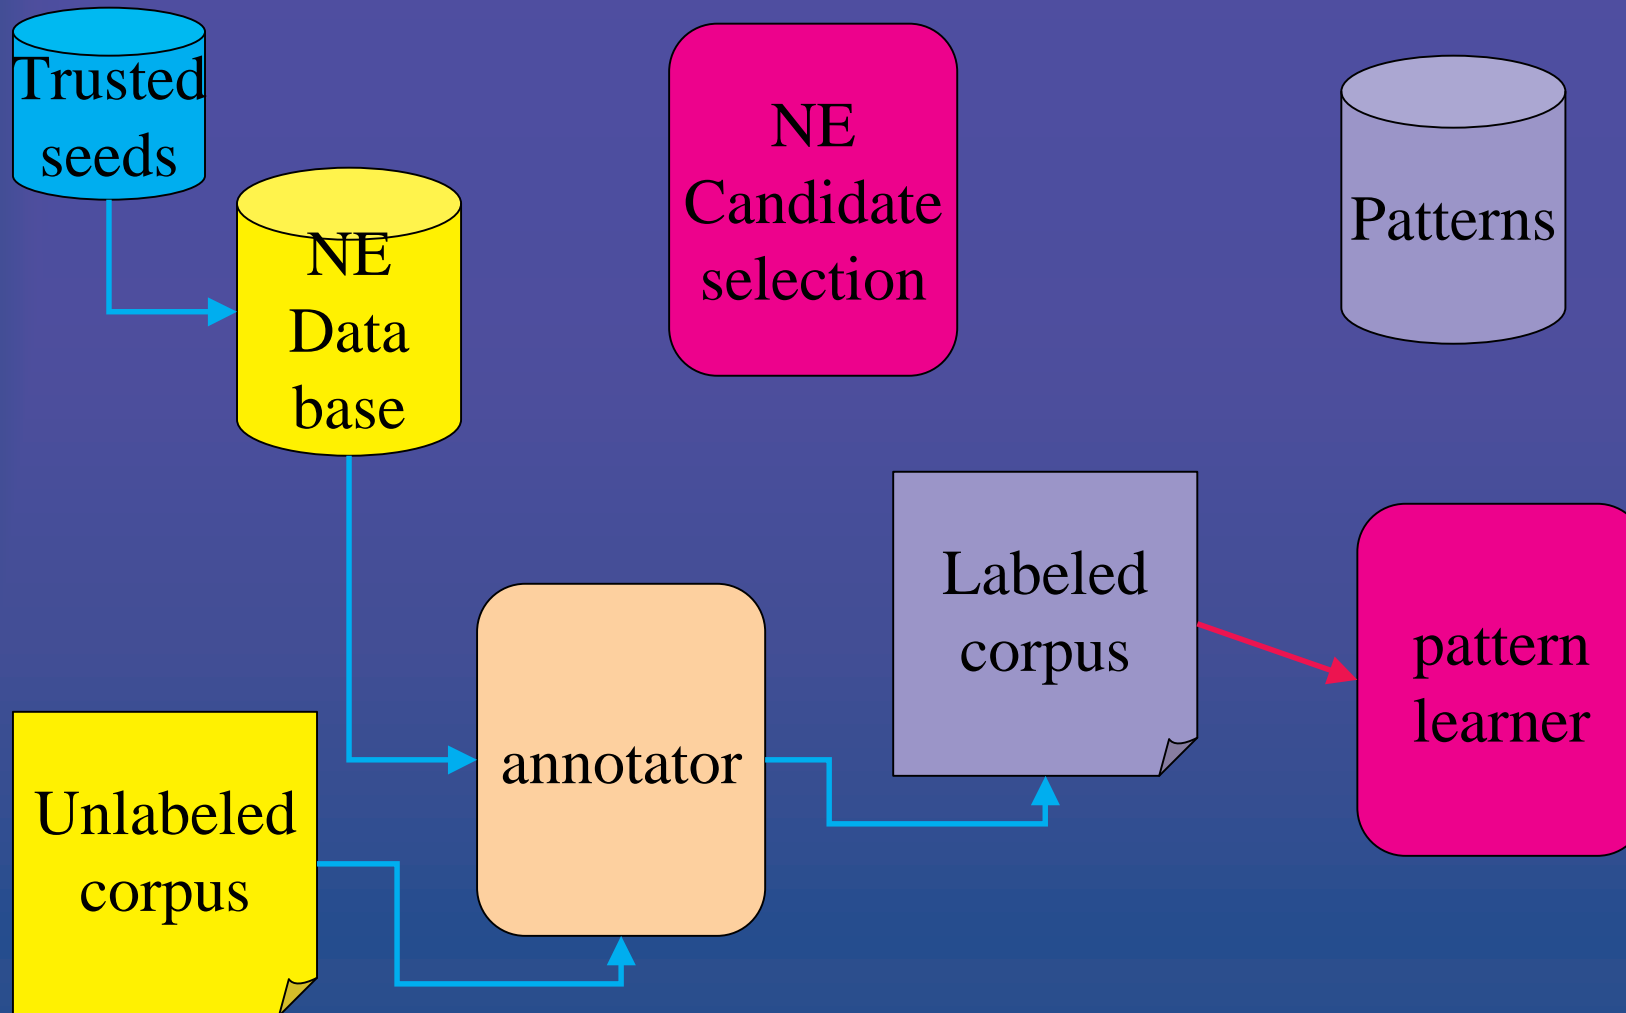 Trusted
seeds
NE
Data
base
NE
Candidate
selection
Patterns
Labeled
corpus
pattern
learner
annotator
Unlabeled
corpus